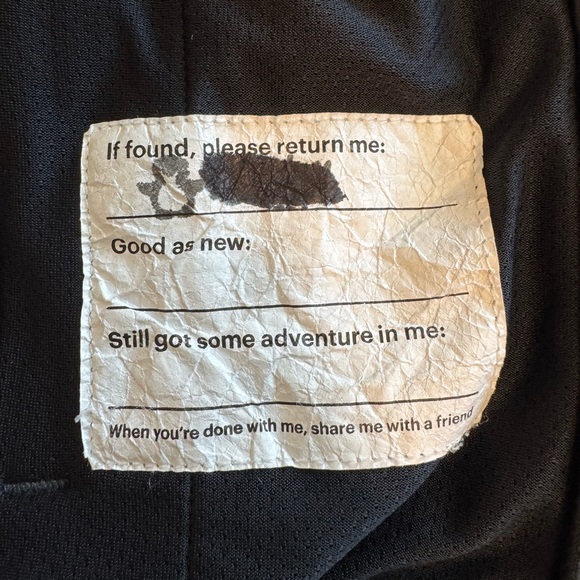 If found, please return me:
Good as new:
Still got some adventure in me:
When you're done with me, share me with a friend